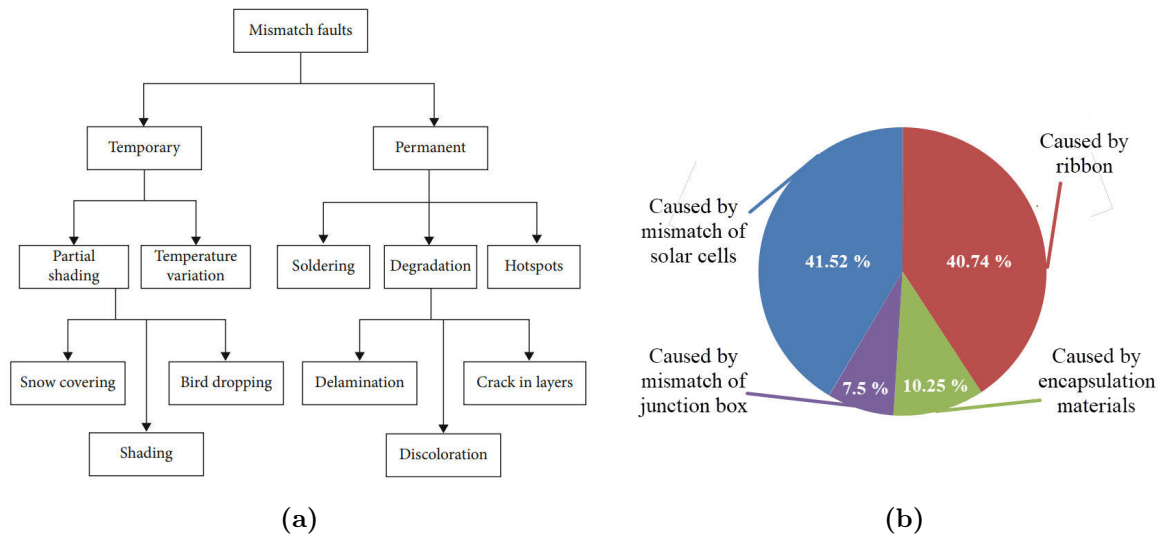 Mismatch faults
Temporary
Permanent
Partial
shading
Temperature
variation
Soldering
Degradation
Hotspots
Snow covering
Bird dropping
Delamination
Crack in layers
Shading
Discoloration
(a)
Caused by
ribbon
Caused by
mismatch of
solar cells
41.52 %
40.74 %
Caused by
mismatch of
junction box
7.5 %
10.25 %
Caused by
encapsulation
materials
(b)